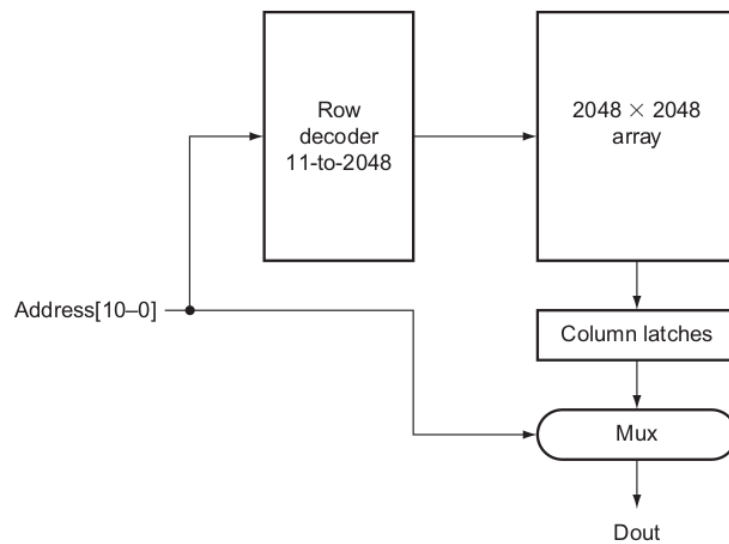 Row
decoder
11-to-2048
2048 × 2048
array
Address[10–0]
Column latches
Mux
Dout